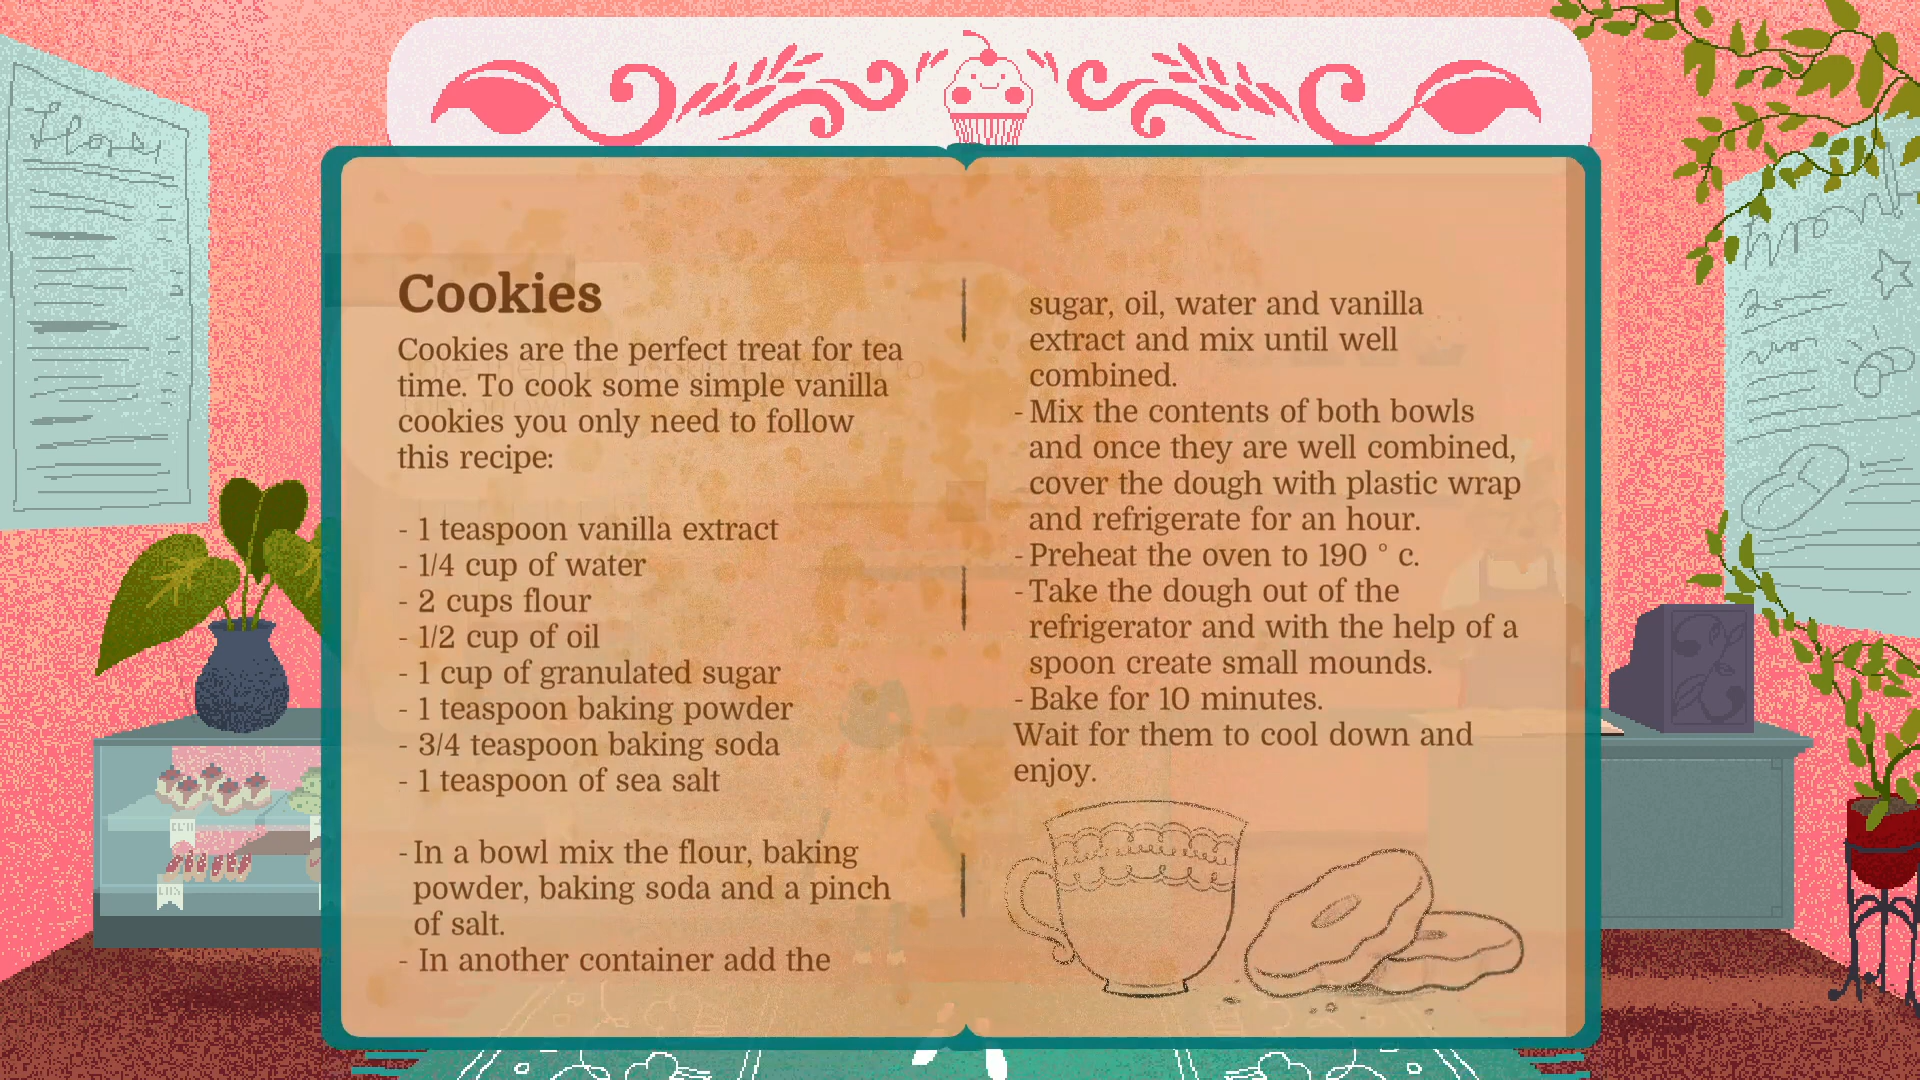 Cookies
Cookies are the perfect treat for tea
time. To cook some simple vanilla
cookies you only need to follow
this recipe:
- 1 teaspoon vanilla extract
- 1/4 cup of water
- 2 cups flour
- 1/2 cup of oil
- 1 cup of granulated sugar
- 1 teaspoon baking powder
- 3/4 teaspoon baking soda
- 1 teaspoon of sea salt
- In a bowl mix the flour, baking
powder, baking soda and a pinch
of salt.
- In another container add the
sugar, oil, water and vanilla
extract and mix until well
combined.
- Mix the contents of both bowls
and once they are well combined,
cover the dough with plastic wrap
and refrigerate for an hour.
- Preheat the oven to 190 ° c.
- Take the dough out of the
refrigerator and with the help of a
spoon create small mounds.
- Bake for 10 minutes.
Wait for them to cool down and
enjoy.